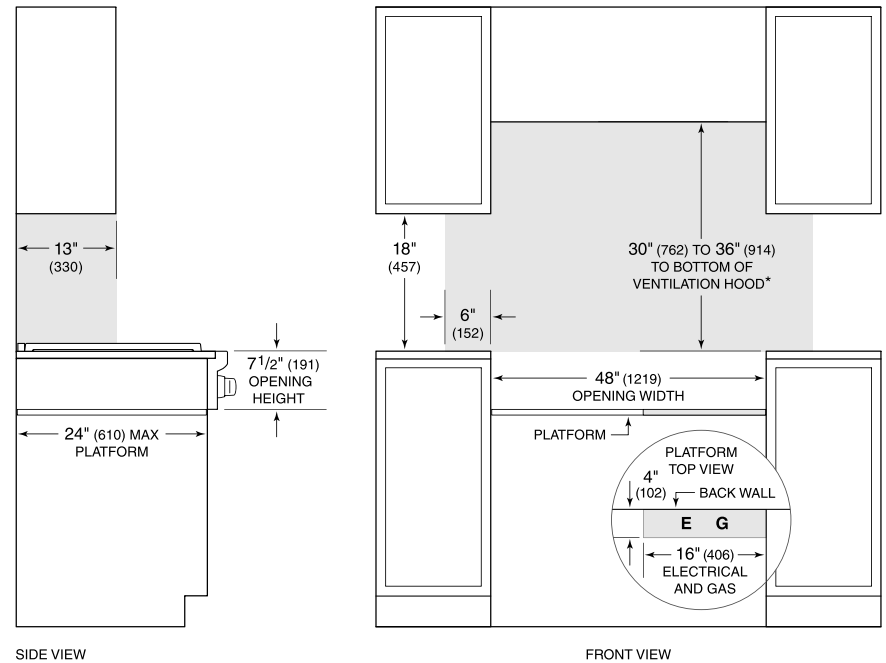 13"
(330)
7 1/2" (191)
OPENING
HEIGHT
24" (610) MAX
PLATFORM
SIDE VIEW
18"
(457)
30" (762) TO 36" (914)
TO BOTTOM OF
VENTILATION HOOD*
6"
(152)
48" (1219)
OPENING WIDTH
PLATFORM
PLATFORM
TOP VIEW
4"
(102)
BACK WALL
E G
16" (406)
ELECTRICAL
AND GAS
FRONT VIEW